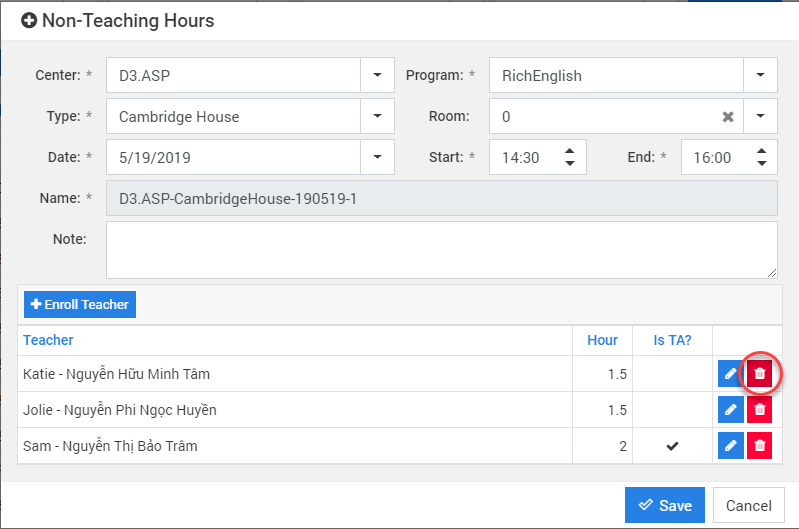 Non-Teaching Hours
Center: * D3.ASP Program: * RichEnglish
Type: * Cambridge House Room: 0
Date: * 5/19/2019 Start: * 14:30 End: * 16:00
Name: * D3.ASP-CambridgeHouse-190519-1
Note:
Enroll Teacher
Teacher Hour Is TA?
Katie - Nguyễn Hữu Minh Tâm 1.5
Jolie - Nguyễn Phi Ngọc Huyền 1.5
Sam - Nguyễn Thị Bảo Trâm 2
Save Cancel